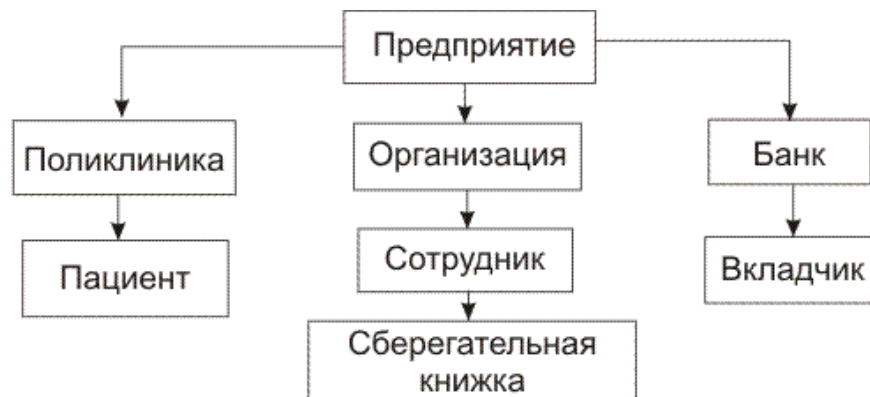 Предприятие
Поликлиника
Организация
Банк
Пациент
Сотрудник
Вкладчик
Сберегательная
книжка